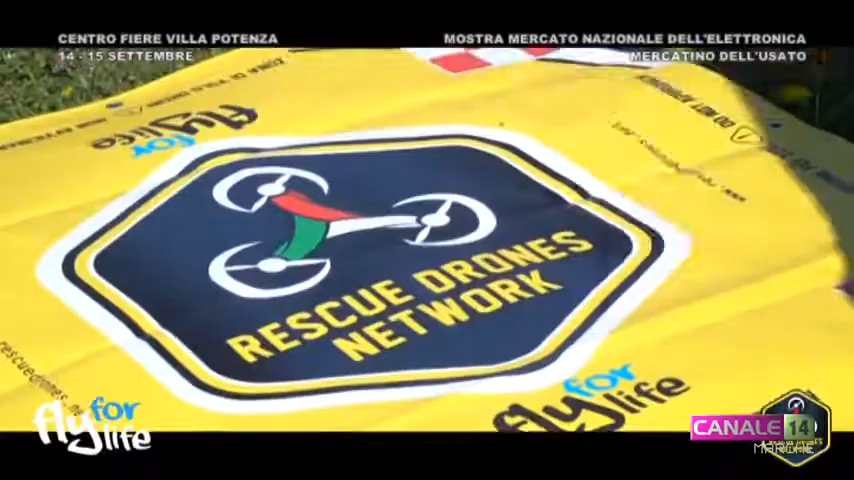 CENTRO FIERE VILLA POTENZA
14 - 15 SETTEMBRE
MOSTRA MERCATO NAZIONALE DELL'ELETTRONICA
MERCATINO DELL'USATO
fly for life
RESCUE DRONES
NETWORK
fly for life
fly for life
CANALE 14
MARCHE